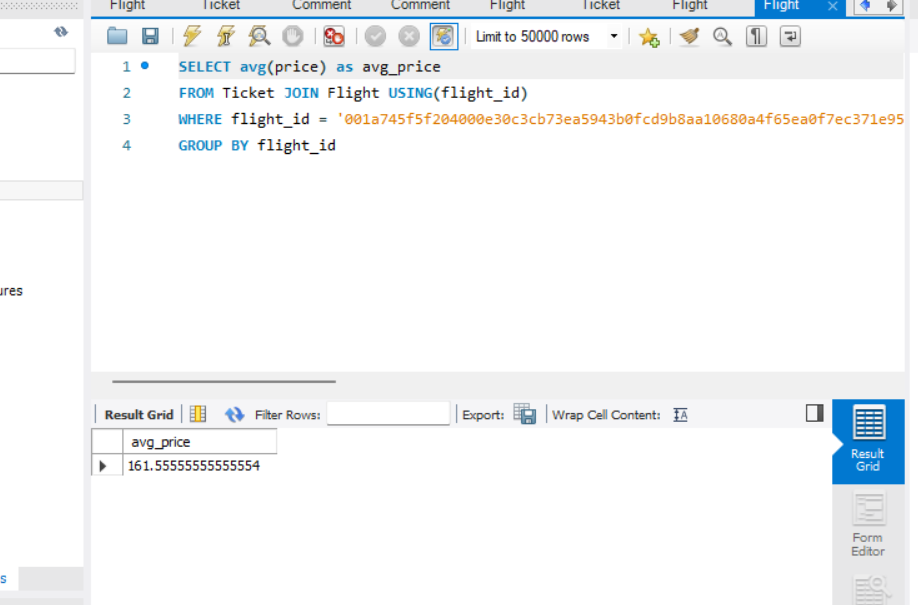 Flight Ticket Comment Comment Flight Ticket Flight Flight
Limit to 50000 rows
1 SELECT avg(price) as avg_price
2 FROM Ticket JOIN Flight USING(flight_id)
3 WHERE flight_id = '001a745f5f204000e30c3cb73ea5943b0fcd9b8aa10680a4f65ea0f7ec371e95
4 GROUP BY flight_id
ures
Result Grid Filter Rows: Export: Wrap Cell Content:
avg_price
161.55555555555554
Result
Grid
Form
Editor
s